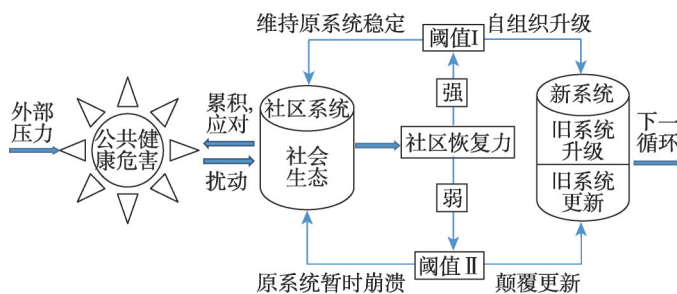 维持原系统稳定
阈值Ⅰ
自组织升级
外部
压力
公共健
康危害
累积,
应对
扰动
社区系统
社会
生态
强
社区恢复力
弱
新系统
旧系统
升级
旧系统
更新
下一
循环
原系统暂时崩溃
阈值Ⅱ
颠覆更新